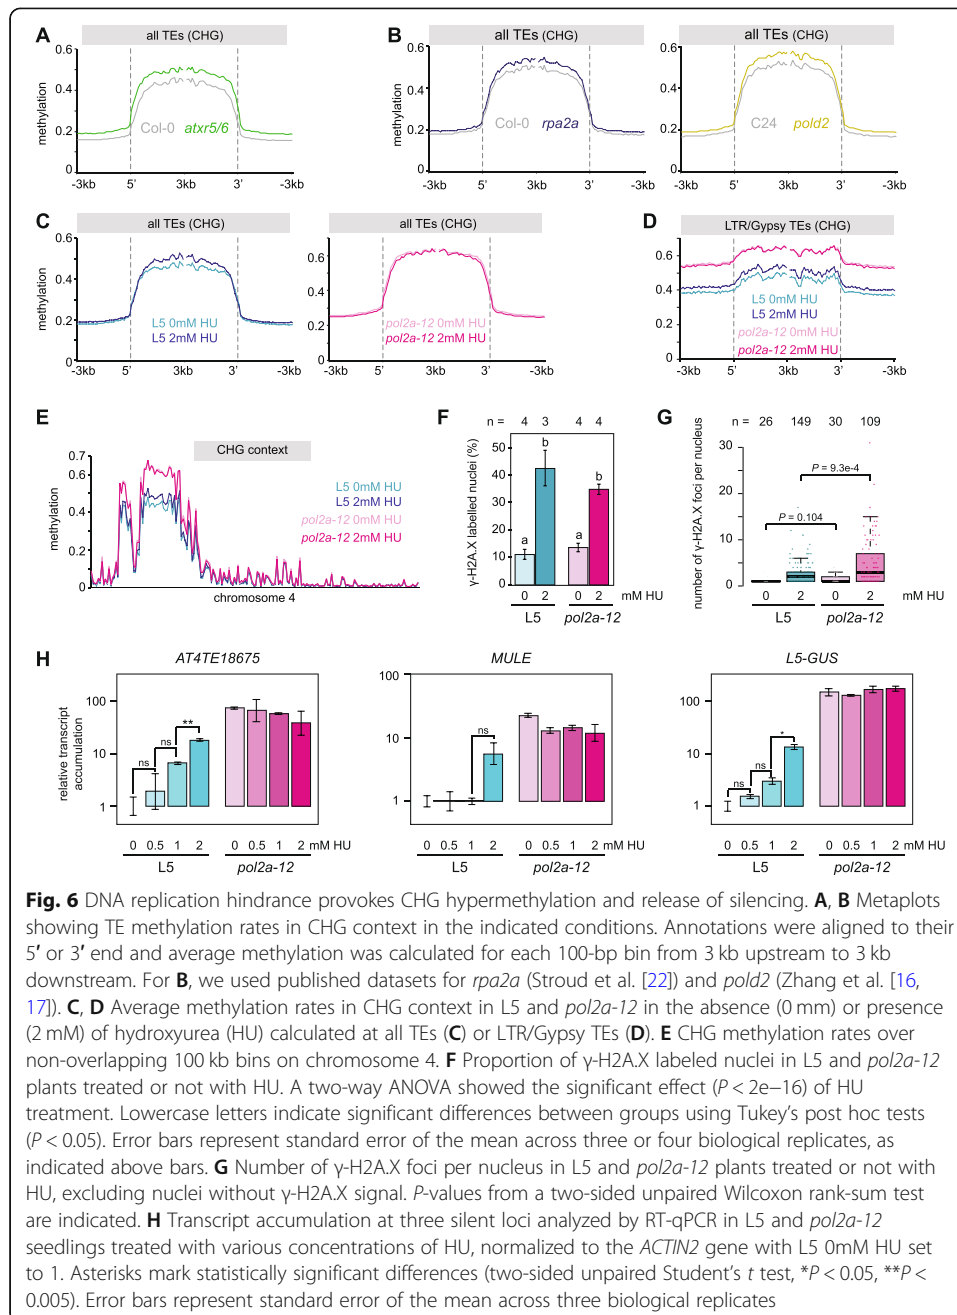 A
all TEs (CHG)
0.6
0.4
0.2
0
methylation
Col-0 atxr5/6
-3kb 5’ 3kb 3’ -3kb
B
all TEs (CHG)
0.6
0.4
0.2
0
methylation
Col-0 rpa2a
-3kb 5’ 3kb 3’ -3kb
all TEs (CHG)
0.6
0.4
0.2
0
C24 pold2
-3kb 5’ 3kb 3’ -3kb
C
all TEs (CHG)
0.6
0.4
0.2
0
methylation
L5 0mM HU
L5 2mM HU
-3kb 5’ 3kb 3’ -3kb
all TEs (CHG)
0.6
0.4
0.2
0
pol2a-12 0mM HU
pol2a-12 2mM HU
-3kb 5’ 3kb 3’ -3kb
D
LTR/Gypsy TEs (CHG)
0.6
0.4
0.2
0
L5 0mM HU
L5 2mM HU
pol2a-12 0mM HU
pol2a-12 2mM HU
-3kb 5’ 3kb 3’ -3kb
E
CHG context
0.7
0.6
0.4
0.2
0
methylation
L5 0mM HU
L5 2mM HU
pol2a-12 0mM HU
pol2a-12 2mM HU
chromosome 4
F
n = 4 3 4 4
γ-H2A.X labelled nuclei (%)
50
40
30
20
10
0
a b a b
0 2 0 2 mM HU
L5 pol2a-12
G
n = 26 149 30 109
number of γ-H2A.X foci per nucleus
30
20
10
0
P = 9.3e-4
P = 0.104
0 2 0 2 mM HU
L5 pol2a-12
H
AT4TE18675
relative transcript
accumulation
100
10
1
ns ns **
0 0.5 1 2 0 0.5 1 2 mM HU
L5 pol2a-12
MULE
100
10
1
ns
0 0.5 1 2 0 0.5 1 2 mM HU
L5 pol2a-12
L5-GUS
100
10
1
ns ns *
0 0.5 1 2 0 0.5 1 2 mM HU
L5 pol2a-12
Fig. 6 DNA replication hindrance provokes CHG hypermethylation and release of silencing. A, B Metaplots
showing TE methylation rates in CHG context in the indicated conditions. Annotations were aligned to their
5′ or 3′ end and average methylation was calculated for each 100-bp bin from 3 kb upstream to 3 kb
downstream. For B, we used published datasets for rpa2a (Stroud et al. [22]) and pold2 (Zhang et al. [16,
17]). C, D Average methylation rates in CHG context in L5 and pol2a-12 in the absence (0 mm) or presence
(2 mM) of hydroxyurea (HU) calculated at all TEs (C) or LTR/Gypsy TEs (D). E CHG methylation rates over
non-overlapping 100 kb bins on chromosome 4. F Proportion of γ-H2A.X labeled nuclei in L5 and pol2a-12
plants treated or not with HU. A two-way ANOVA showed the significant effect (P < 2e−16) of HU
treatment. Lowercase letters indicate significant differences between groups using Tukey’s post hoc tests
(P < 0.05). Error bars represent standard error of the mean across three or four biological replicates, as
indicated above bars. G Number of γ-H2A.X foci per nucleus in L5 and pol2a-12 plants treated or not with
HU, excluding nuclei without γ-H2A.X signal. P-values from a two-sided unpaired Wilcoxon rank-sum test
are indicated. H Transcript accumulation at three silent loci analyzed by RT-qPCR in L5 and pol2a-12
seedlings treated with various concentrations of HU, normalized to the ACTIN2 gene with L5 0mM HU set
to 1. Asterisks mark statistically significant differences (two-sided unpaired Student’s t test, *P < 0.05, **P <
0.005). Error bars represent standard error of the mean across three biological replicates